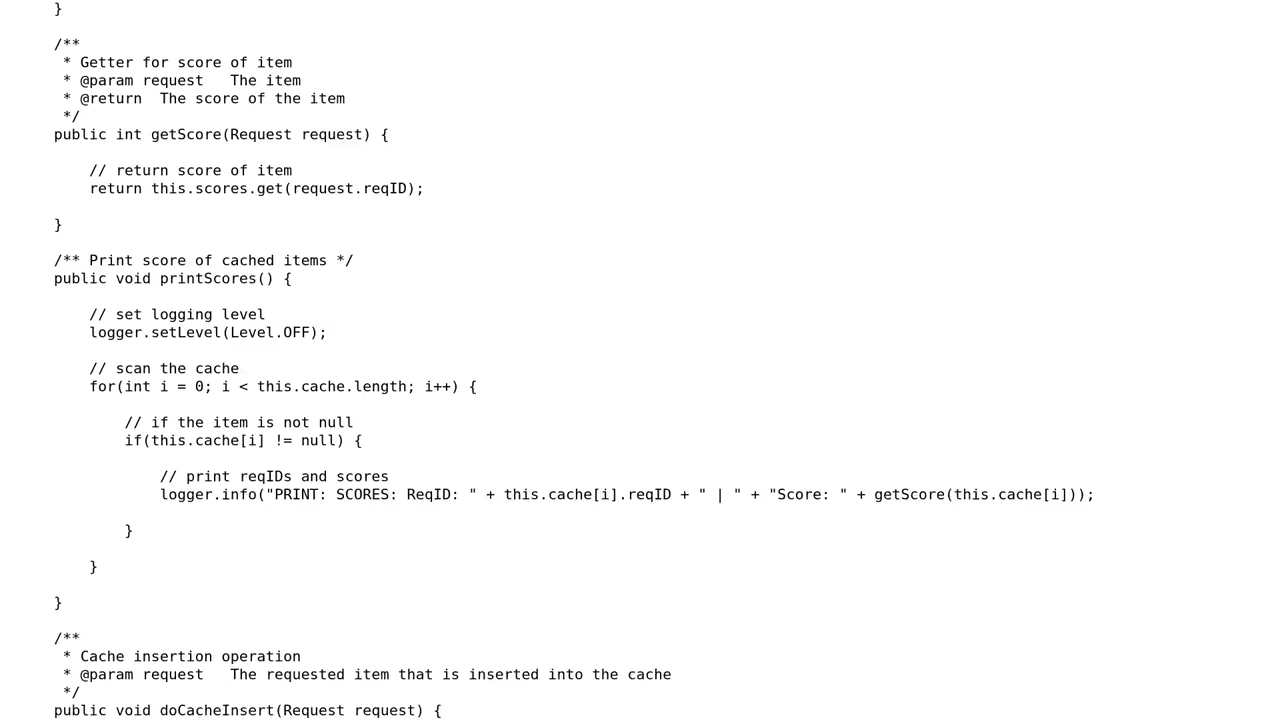 }
/**
 * Getter for score of item
 * @param request   The item
 * @return  The score of the item
 */
public int getScore(Request request) {
    // return score of item
    return this.scores.get(request.reqID);
}
/** Print score of cached items */
public void printScores() {
    // set logging level
    logger.setLevel(Level.OFF);
    // scan the cache
    for(int i = 0; i < this.cache.length; i++) {
        // if the item is not null
        if(this.cache[i] != null) {
            // print reqIDs and scores
            logger.info("PRINT: SCORES: ReqID: " + this.cache[i].reqID + " | " + "Score: " + getScore(this.cache[i]));
        }
    }
}
/**
 * Cache insertion operation
 * @param request   The requested item that is inserted into the cache
 */
public void doCacheInsert(Request request) {